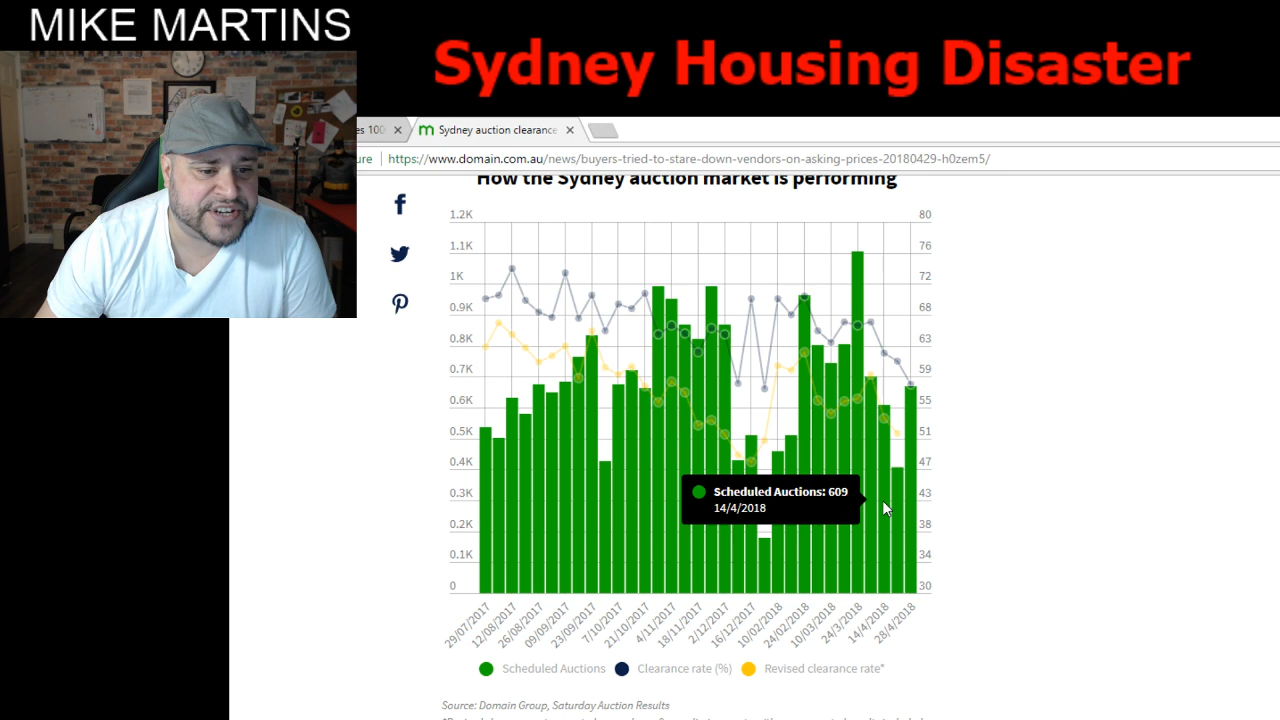 MIKE MARTINS
Sydney Housing Disaster
es 100
Sydney auction clearance
ure
https://www.domain.com.au/news/buyers-tried-to-stare-down-vendors-on-asking-prices-20180429-h0zem5/
How the Sydney auction market is performing
1.2K
1.1K
1K
0.9K
0.8K
0.7K
0.6K
0.5K
0.4K
0.3K
0.2K
0.1K
0
80
76
72
68
63
59
55
51
47
43
38
34
30
Scheduled Auctions: 609
14/4/2018
29/07/2017
12/08/2017
26/08/2017
09/09/2017
23/09/2017
7/10/2017
21/10/2017
4/11/2017
18/11/2017
2/12/2017
16/12/2017
10/02/2018
24/02/2018
10/03/2018
24/3/2018
14/4/2018
28/4/2018
Scheduled Auctions
Clearance rate (%)
Revised clearance rate*
Source: Domain Group, Saturday Auction Results